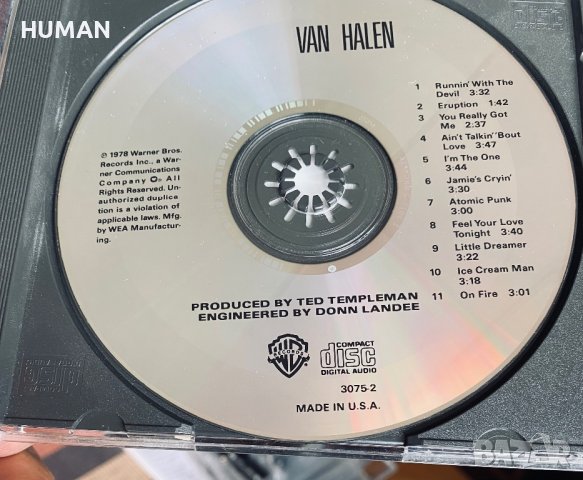 HUMAN
VAN HALEN
1 Runnin' With The
Devil 3:32
2 Eruption 1:42
3 You Really Got
Me 2:37
4 Ain't Talkin' 'Bout
Love 3:47
5 I'm The One
3:44
6 Jamie's Cryin'
3:30
7 Atomic Punk
3:00
8 Feel Your Love
Tonight 3:40
9 Little Dreamer
3:22
10 Ice Cream Man
3:18
11 On Fire 3:01
℗ 1978 Warner Bros.
Records Inc., a War-
ner Communications
Company All
Rights Reserved. Un-
authorized duplica-
tion is a violation of
applicable laws. Mfg.
by WEA Manufactur-
ing.
PRODUCED BY TED TEMPLEMAN
ENGINEERED BY DONN LANDEE
RECORDS
COMPACT
disc
DIGITAL AUDIO
3075-2
MADE IN U.S.A.
disc
BAZAR